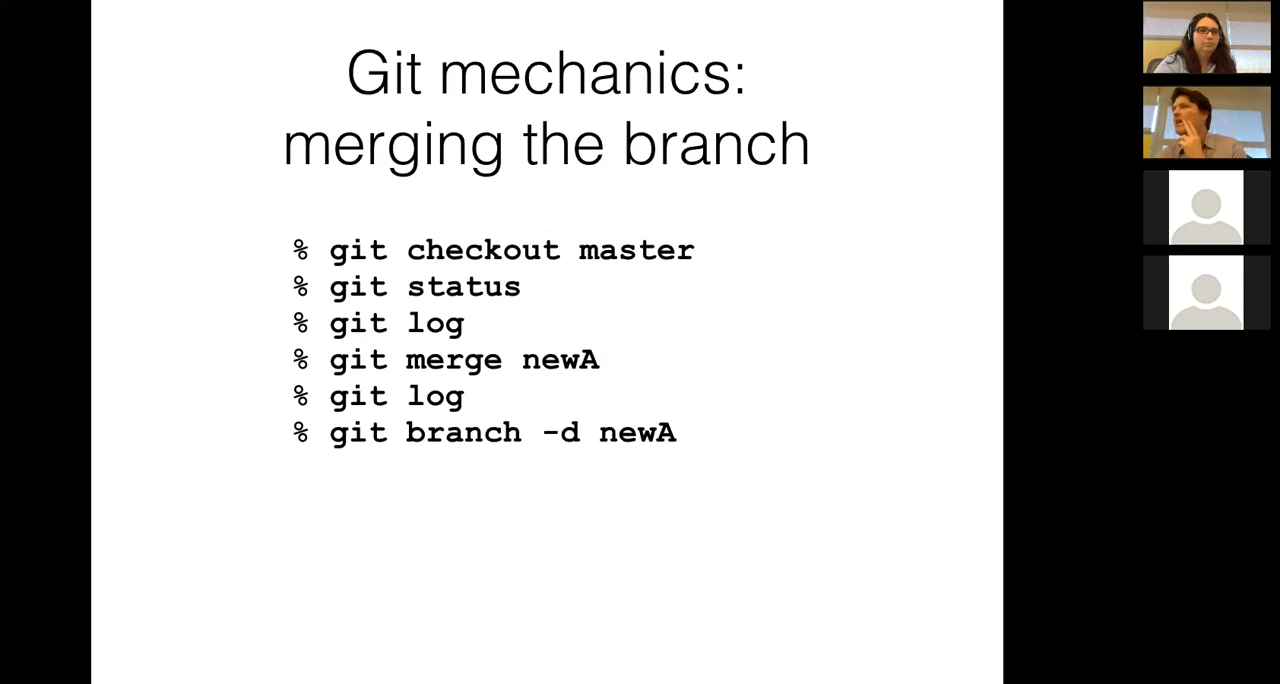 Git mechanics:
merging the branch
% git checkout master
% git status
% git log
% git merge newA
% git log
% git branch -d newA